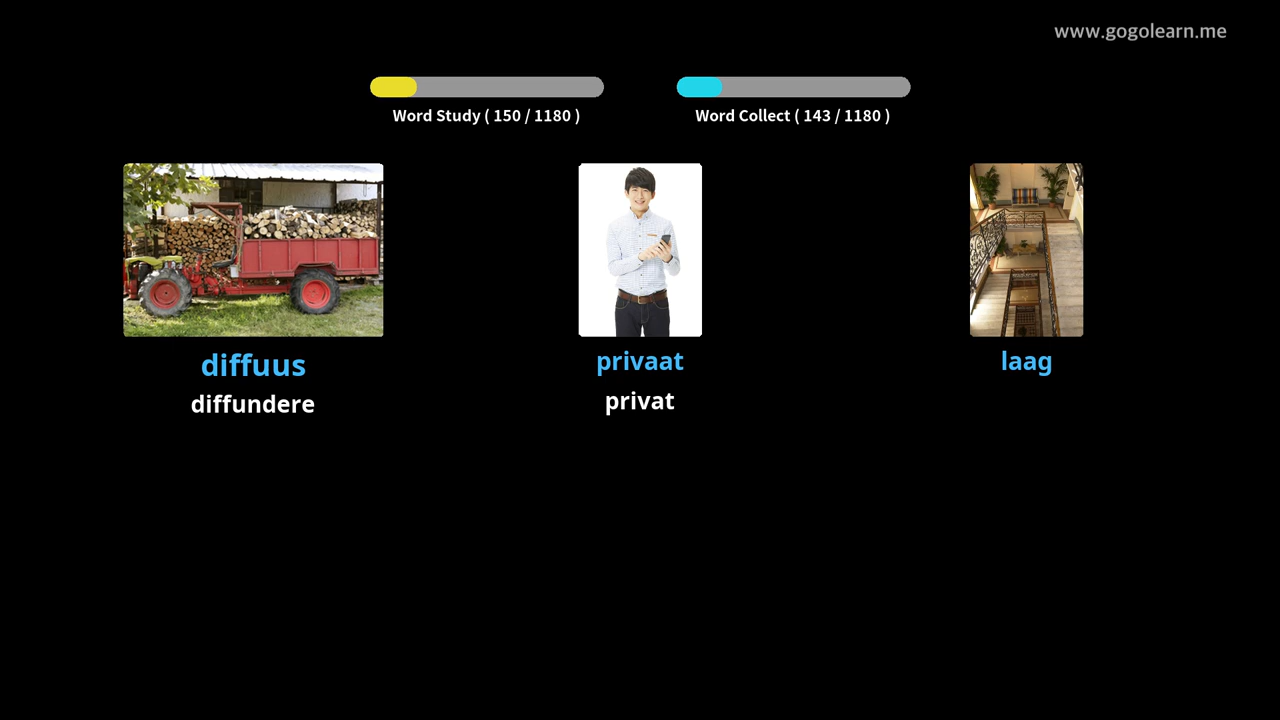 www.gogolearn.me
Word Study ( 150 / 1180 )
Word Collect ( 143 / 1180 )
diffuus
diffundere
privaat
privat
laag